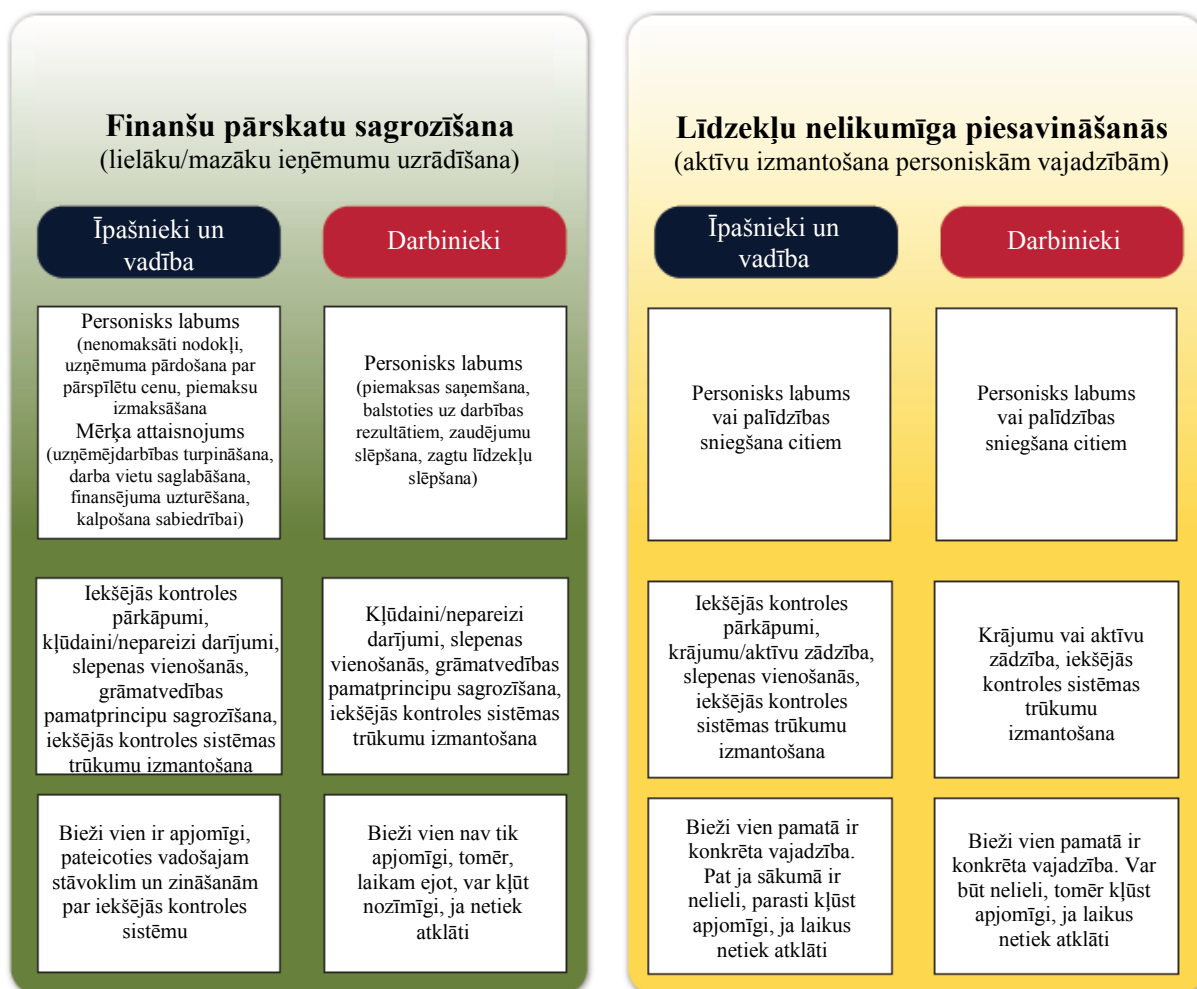 Finanšu pārskatu sagrozīšana
(lielāku/mazāku ieņēmumu uzrādīšana)
Īpašnieki un
vadība
Darbinieki
Personisks labums
(nenomaksāti nodokļi,
uzņēmuma pārdošana par
pārspīlētu cenu, piemaksu
izmaksāšana
Mērķa attaisnojums
(uzņēmējdarbības turpināšana,
darba vietu saglabāšana,
finansējuma uzturēšana,
kalpošana sabiedrībai)
Personisks labums
(piemaksas saņemšana,
balstoties uz darbības
rezultātiem, zaudējumu
slēpšana, zagtu līdzekļu
slēpšana)
Iekšējās kontroles
pārkāpumi,
kļūdaini/nepareizi darījumi,
slepenas vienošanās,
grāmatvedības
pamatprincipu sagrozīšana,
iekšējās kontroles sistēmas
trūkumu izmantošana
Kļūdaini/nepareizi
darījumi, slepenas
vienošanās, grāmatvedības
pamatprincipu sagrozīšana,
iekšējās kontroles sistēmas
trūkumu izmantošana
Bieži vien ir apjomīgi,
pateicoties vadošajam
stāvoklim un zināšanām
par iekšējās kontroles
sistēmu
Bieži vien nav tik
apjomīgi, tomēr,
laikam ejot, var kļūt
nozīmīgi, ja netiek
atklāti
Līdzekļu nelikumīga piesavināšanās
(aktīvu izmantošana personiskām vajadzībām)
Īpašnieki un
vadība
Darbinieki
Personisks labums
vai palīdzības
sniegšana citiem
Personisks labums
vai palīdzības
sniegšana citiem
Iekšējās kontroles
pārkāpumi,
krājumu/aktīvu zādzība,
slepenas vienošanās,
iekšējās kontroles
sistēmas trūkumu
izmantošana
Krājumu vai aktīvu
zādzība, iekšējās
kontroles sistēmas
trūkumu
izmantošana
Bieži vien pamatā ir
konkrēta vajadzība.
Pat ja sākumā ir
nelieli, parasti kļūst
apjomīgi, ja laikus
netiek atklāti
Bieži vien pamatā ir
konkrēta vajadzība. Var
būt nelieli, tomēr kļūst
apjomīgi, ja laikus
netiek atklāti